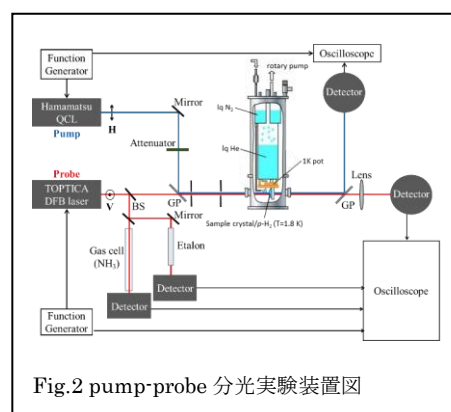 Function
Generator
Oscilloscope
rotary pump
Detector
Hamamatsu
QCL
Pump
H
Mirror
lq N₂
Attenuator
lq He
Probe
TOPTICA
DFB laser
V
BS
GP
1K pot
Lens
GP
Detector
Mirror
Sample crystal/p-H₂ (T=1.8 K)
Gas cell
(NH₃)
Etalon
Oscilloscope
Detector
Detector
Function
Generator
Fig.2 pump-probe 分光実験装置図